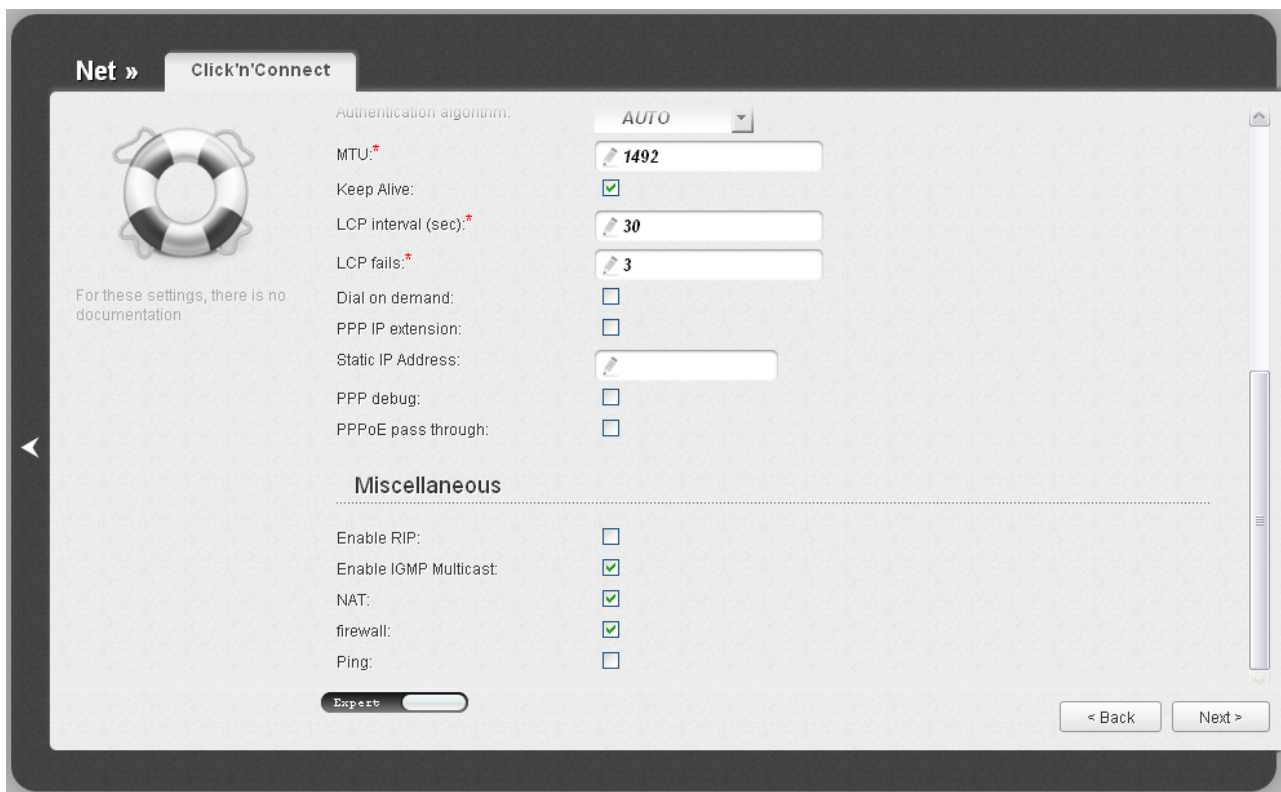 Net »
Click'n'Connect
Authentication algorithm:
AUTO
MTU:*
1492
Keep Alive:
LCP interval (sec):*
30
LCP fails:*
3
For these settings, there is no
documentation
Dial on demand:
PPP IP extension:
Static IP Address:
PPP debug:
PPPoE pass through:
Miscellaneous
Enable RIP:
Enable IGMP Multicast:
NAT:
firewall:
Ping:
Expert
< Back
Next >